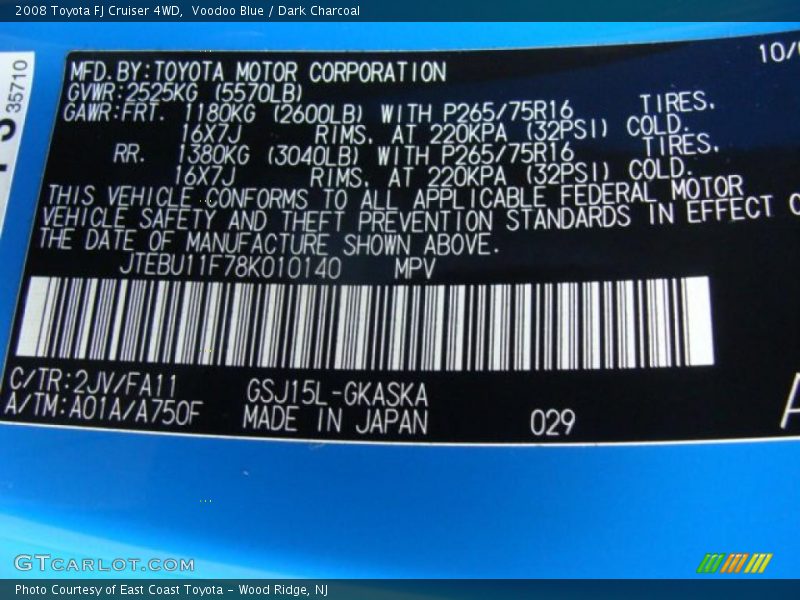 2008 Toyota FJ Cruiser 4WD, Voodoo Blue / Dark Charcoal
35710
10/
MFD.BY:TOYOTA MOTOR CORPORATION
GVWR:2525KG (5570LB)
GAWR:FRT. 1180KG (2600LB) WITH P265/75R16 TIRES,
16X7J RIMS, AT 220KPA (32PSI) COLD.
RR. 1380KG (3040LB) WITH P265/75R16 TIRES,
16X7J RIMS, AT 220KPA (32PSI) COLD.
THIS VEHICLE CONFORMS TO ALL APPLICABLE FEDERAL MOTOR
VEHICLE SAFETY AND THEFT PREVENTION STANDARDS IN EFFECT
THE DATE OF MANUFACTURE SHOWN ABOVE.
JTEBU11F78K010140 MPV
C/TR:2JV/FA11 GSJ15L-GKASKA
A/TM:A01A/A750F MADE IN JAPAN 029
GTCARLOT.COM
Photo Courtesy of East Coast Toyota - Wood Ridge, NJ